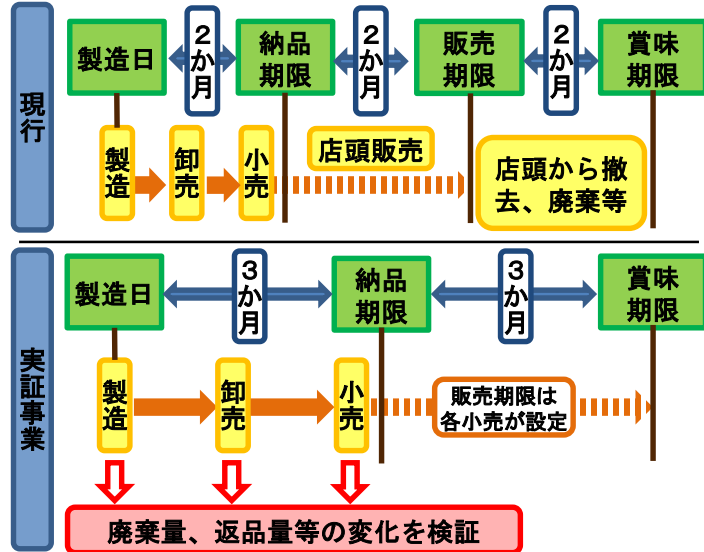 現行
製造日
2か月
納品
期限
2か月
販売
期限
2か月
賞味
期限
製造
卸売
小売
店頭販売
店頭から撤
去、廃棄等
実証事業
製造日
3か月
納品
期限
3か月
賞味
期限
製造
卸売
小売
販売期限は
各小売が設定
廃棄量、返品量等の変化を検証